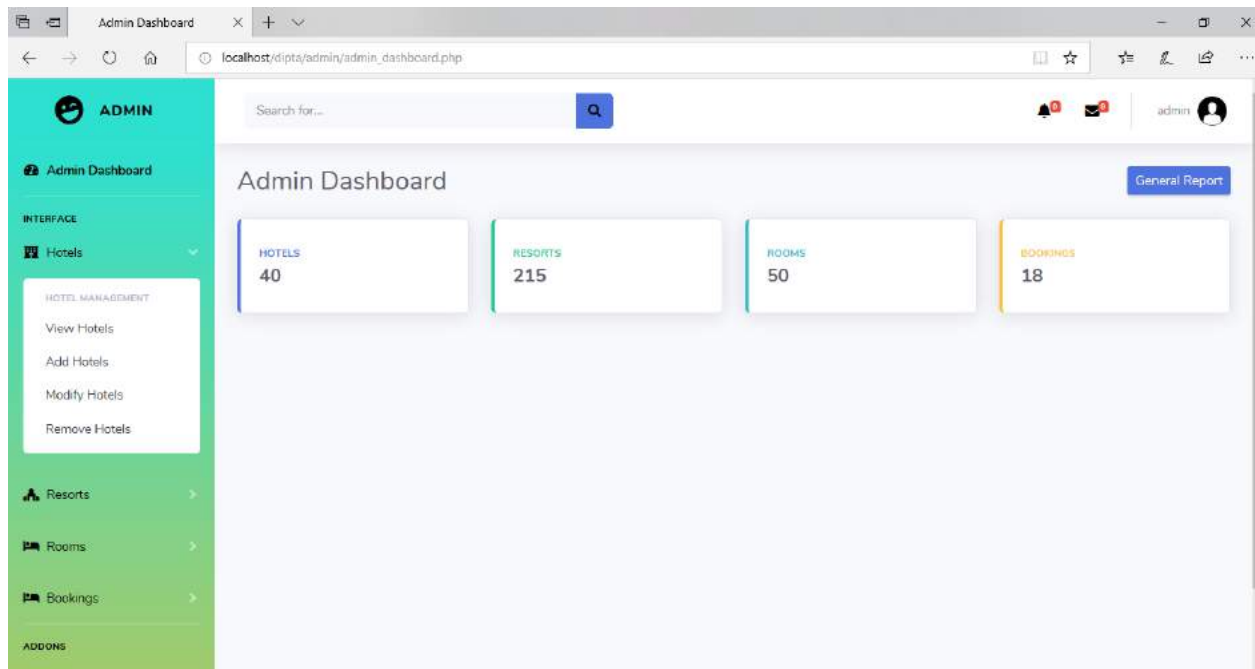 Admin Dashboard
localhost/dipta/admin/admin_dashboard.php
ADMIN
Search for...
0
0
admin
Admin Dashboard
INTERFACE
Hotels
HOTEL MANAGEMENT
View Hotels
Add Hotels
Modify Hotels
Remove Hotels
Resorts
Rooms
Bookings
ADDONS
Admin Dashboard
General Report
HOTELS
40
RESORTS
215
ROOMS
50
BOOKINGS
18